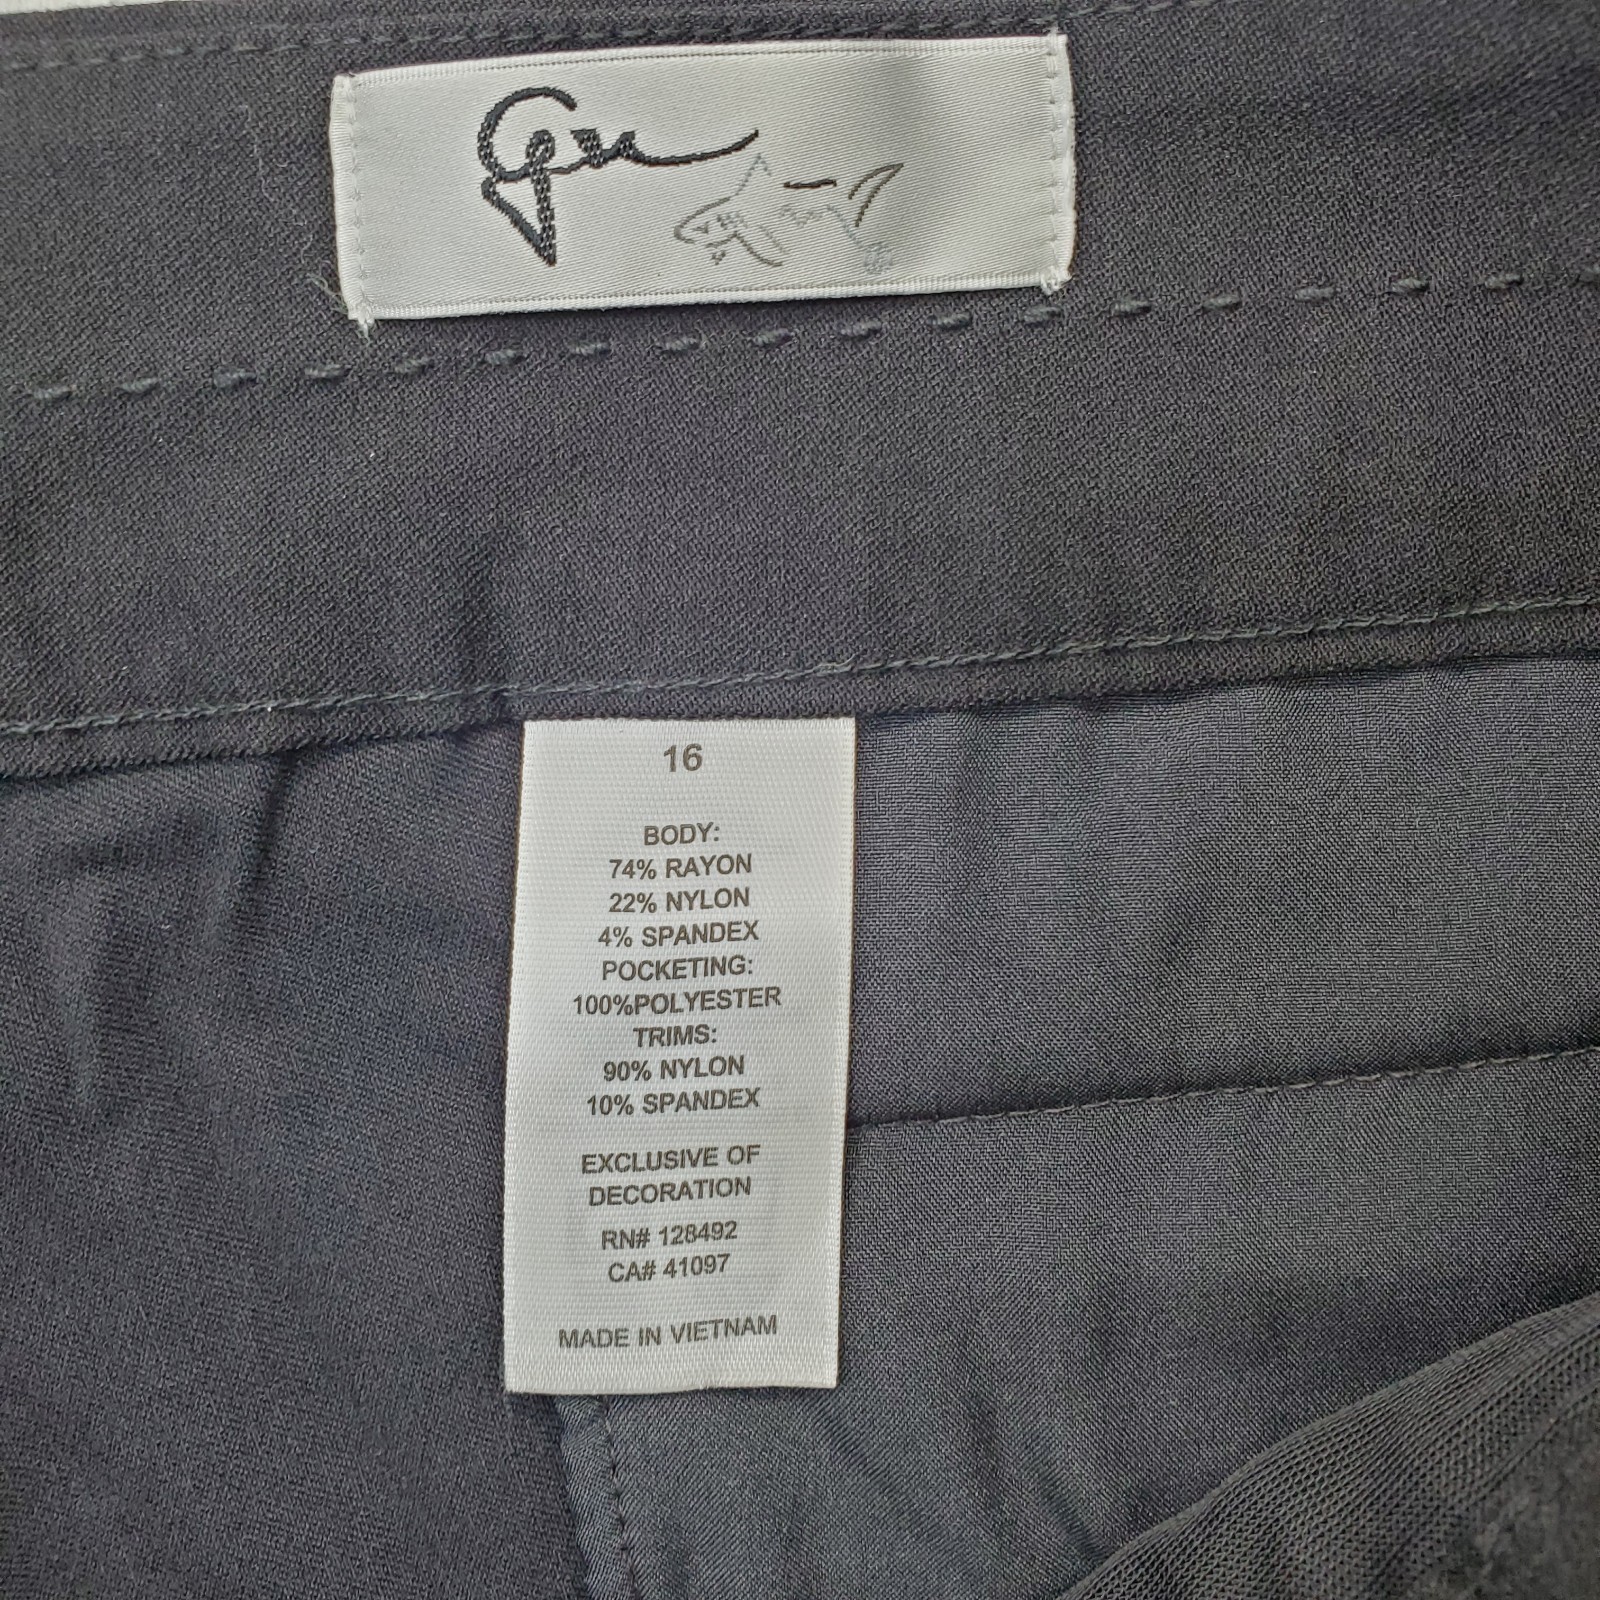 16
BODY:
74% RAYON
22% NYLON
4% SPANDEX
POCKETING:
100%POLYESTER
TRIMS:
90% NYLON
10% SPANDEX
EXCLUSIVE OF
DECORATION
RN# 128492
CA# 41097
MADE IN VIETNAM